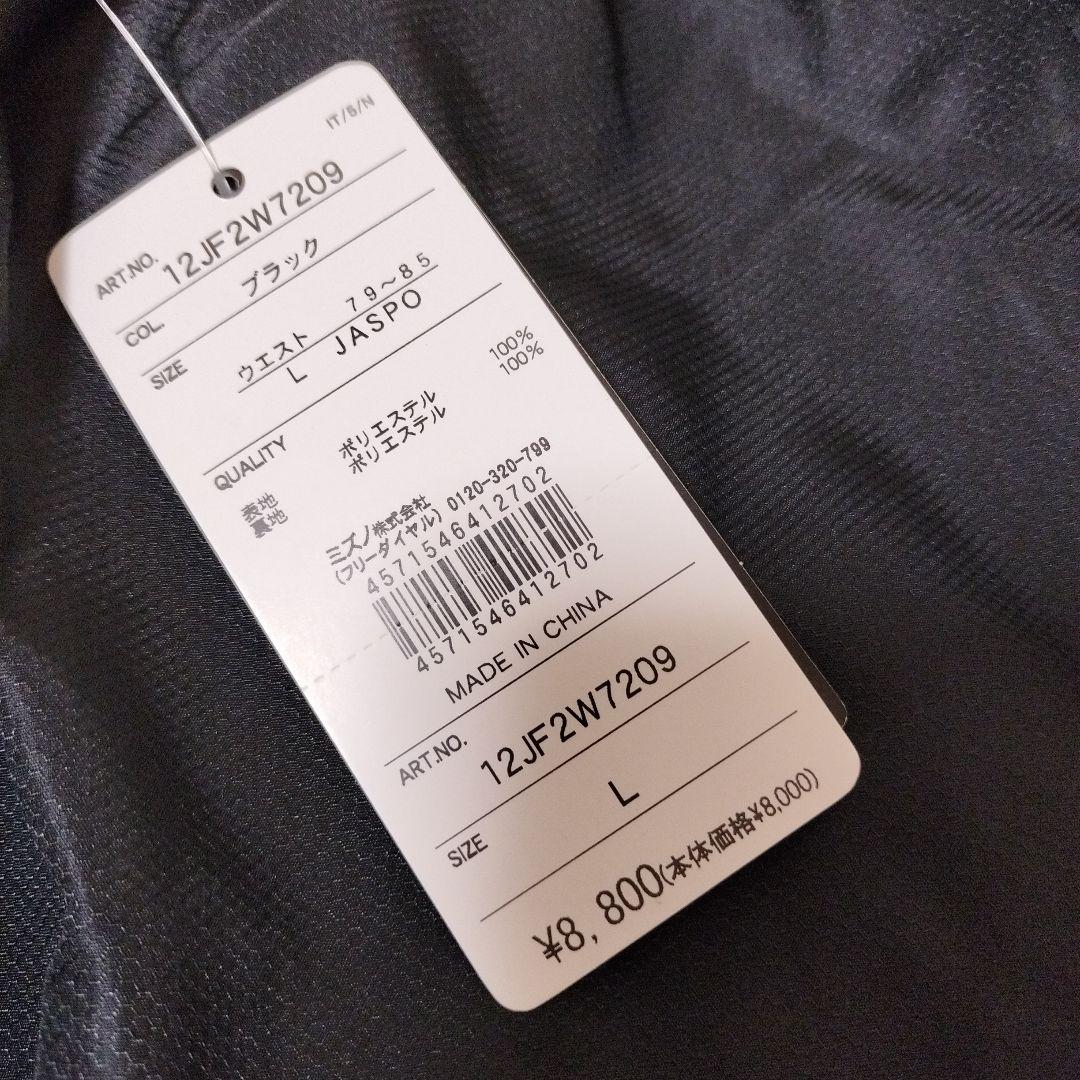 IT/8/N
ART.NO. 12JF2W7209
COL. ブラック
SIZE ウエスト 79~85
L JASPO
QUALITY
表地 ポリエステル 100%
裏地 ポリエステル 100%
ミズノ株式会社
(フリーダイヤル) 0120-320-799
4571546412702
4571546412702
MADE IN CHINA
ART.NO. 12JF2W7209
SIZE L
¥8,800(本体価格¥8,000)